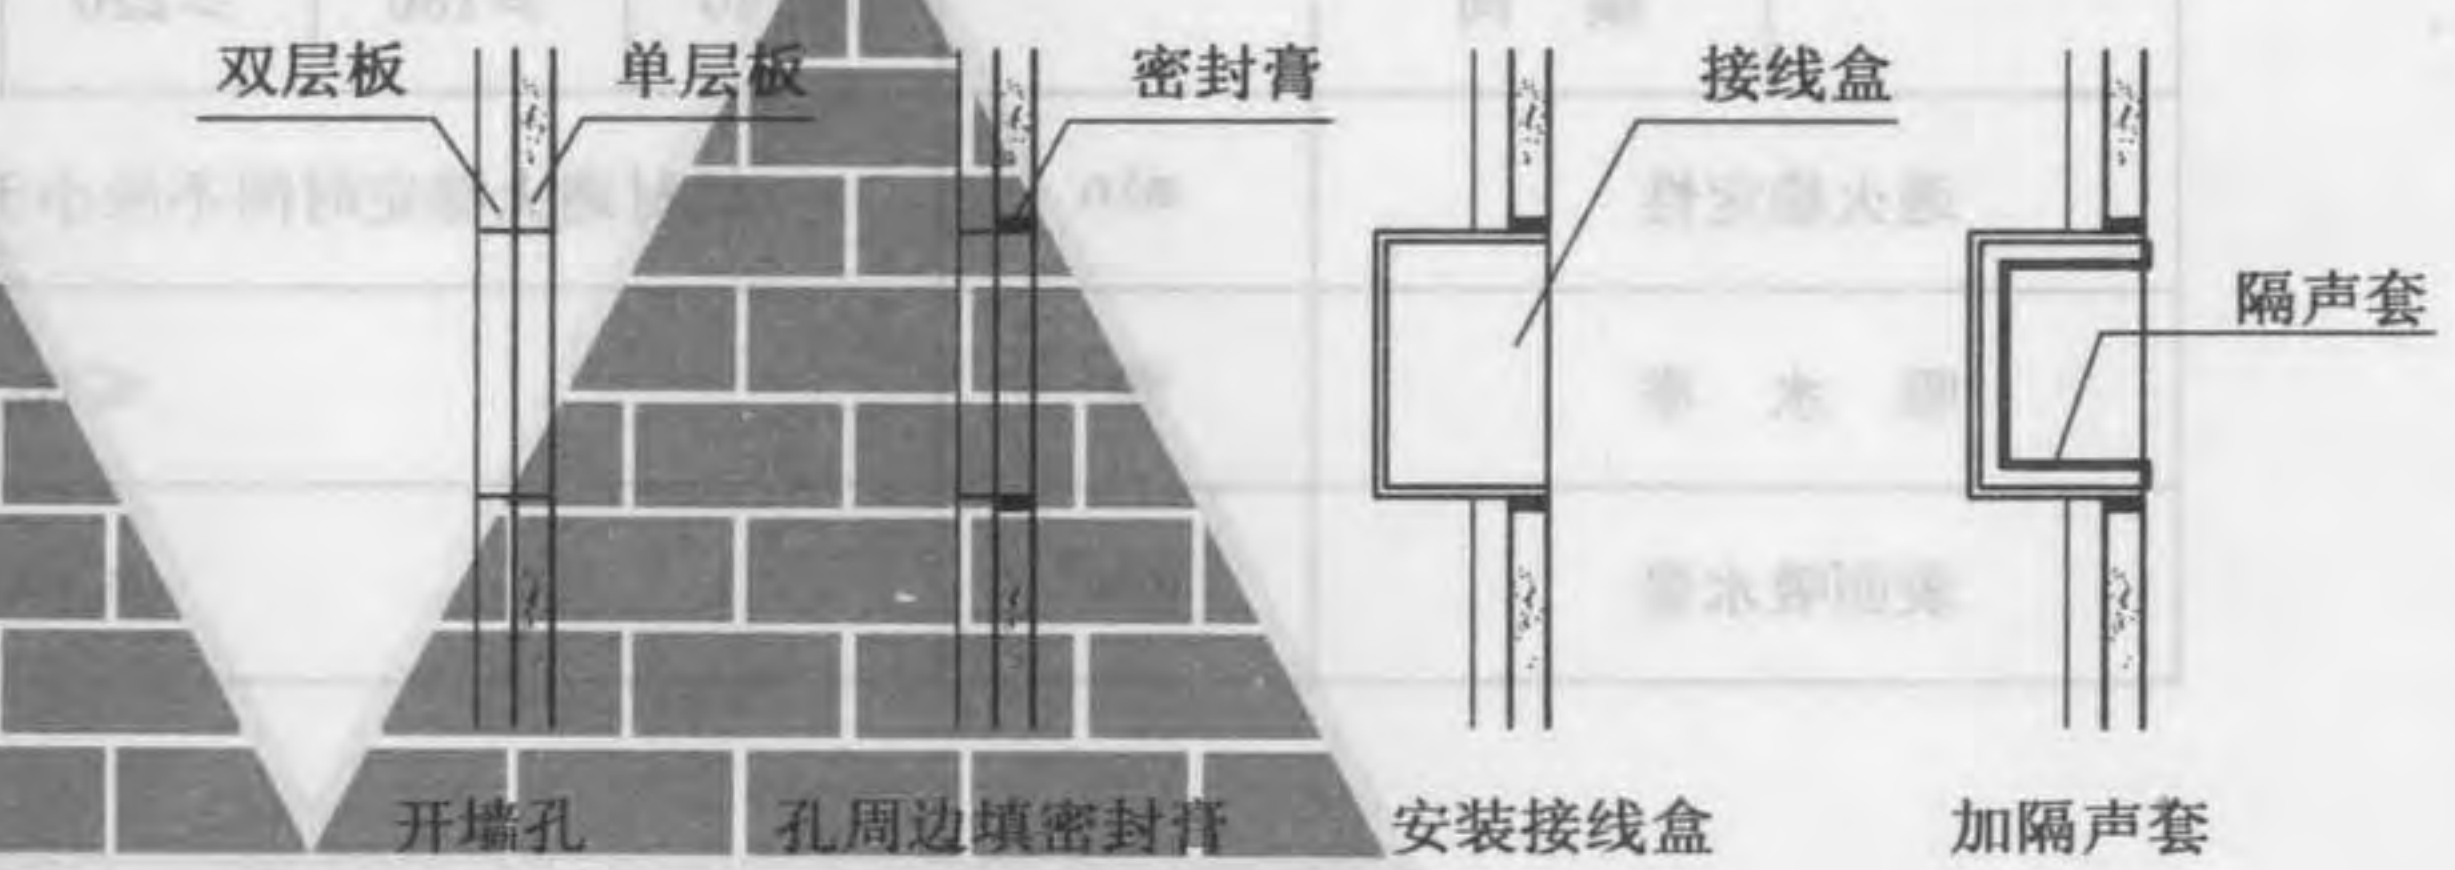 双层板 单层板 密封膏 接线盒
隔声套
开墙孔 孔周边填密封膏 安装接线盒 加隔声套